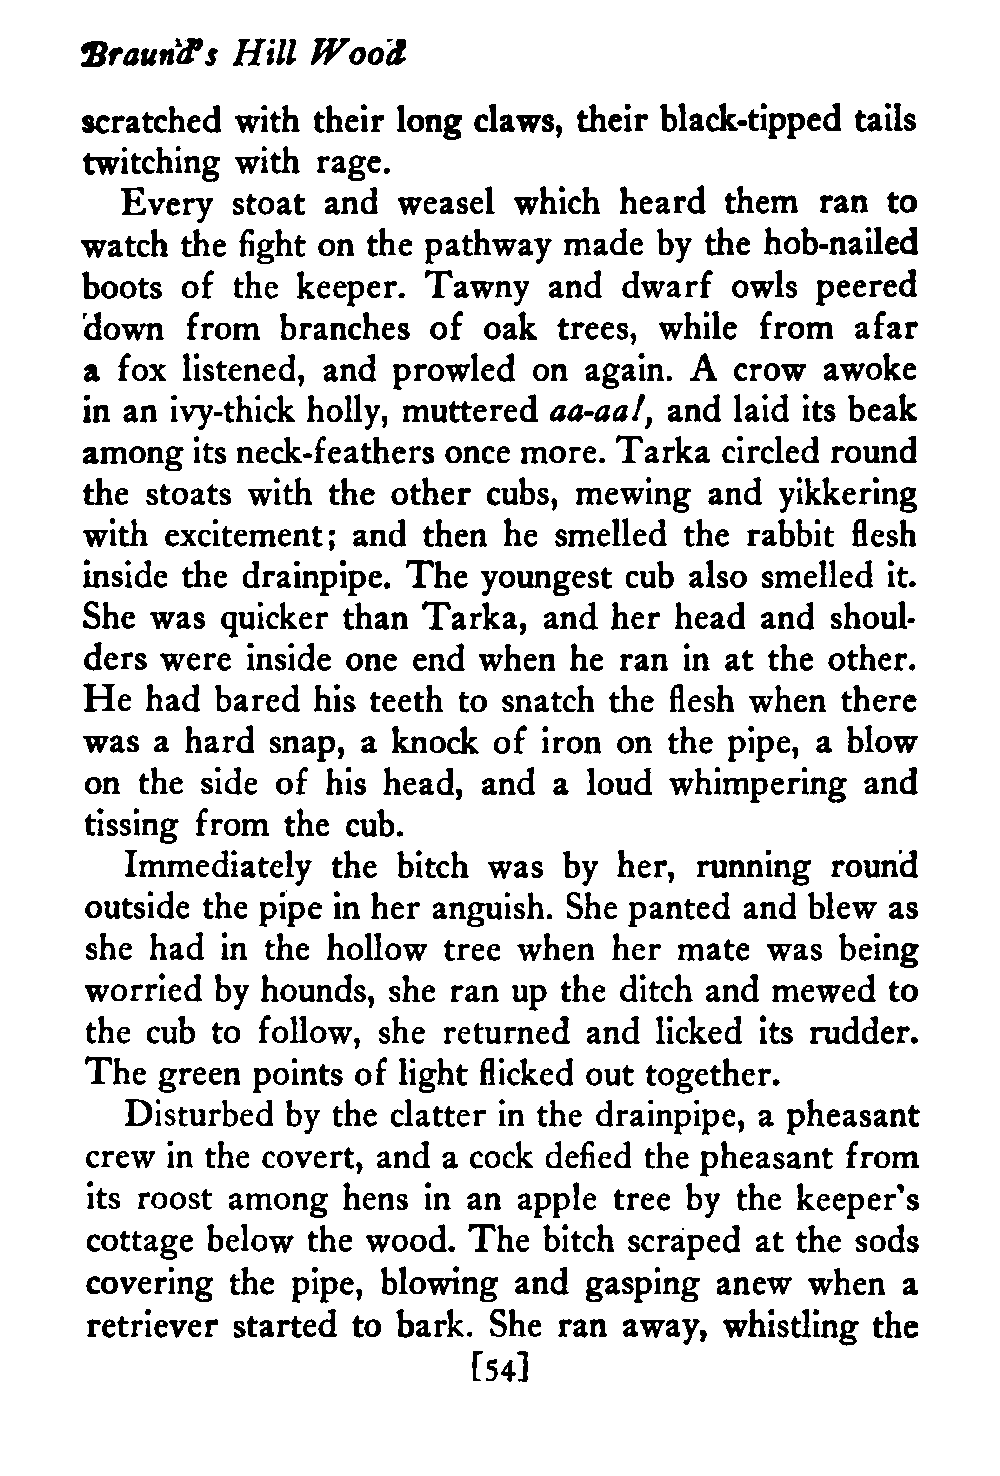 Braund's Hill Wood
scratched with their long claws, their black-tipped tails
twitching with rage.
Every stoat and weasel which heard them ran to
watch the fight on the pathway made by the hob-nailed
boots of the keeper. Tawny and dwarf owls peered
down from branches of oak trees, while from afar
a fox listened, and prowled on again. A crow awoke
in an ivy-thick holly, muttered aa-aa!, and laid its beak
among its neck-feathers once more. Tarka circled round
the stoats with the other cubs, mewing and yikkering
with excitement; and then he smelled the rabbit flesh
inside the drainpipe. The youngest cub also smelled it.
She was quicker than Tarka, and her head and shoul-
ders were inside one end when he ran in at the other.
He had bared his teeth to snatch the flesh when there
was a hard snap, a knock of iron on the pipe, a blow
on the side of his head, and a loud whimpering and
tissing from the cub.
Immediately the bitch was by her, running round
outside the pipe in her anguish. She panted and blew as
she had in the hollow tree when her mate was being
worried by hounds, she ran up the ditch and mewed to
the cub to follow, she returned and licked its rudder.
The green points of light flicked out together.
Disturbed by the clatter in the drainpipe, a pheasant
crew in the covert, and a cock defied the pheasant from
its roost among hens in an apple tree by the keeper's
cottage below the wood. The bitch scraped at the sods
covering the pipe, blowing and gasping anew when a
retriever started to bark. She ran away, whistling the
[54]